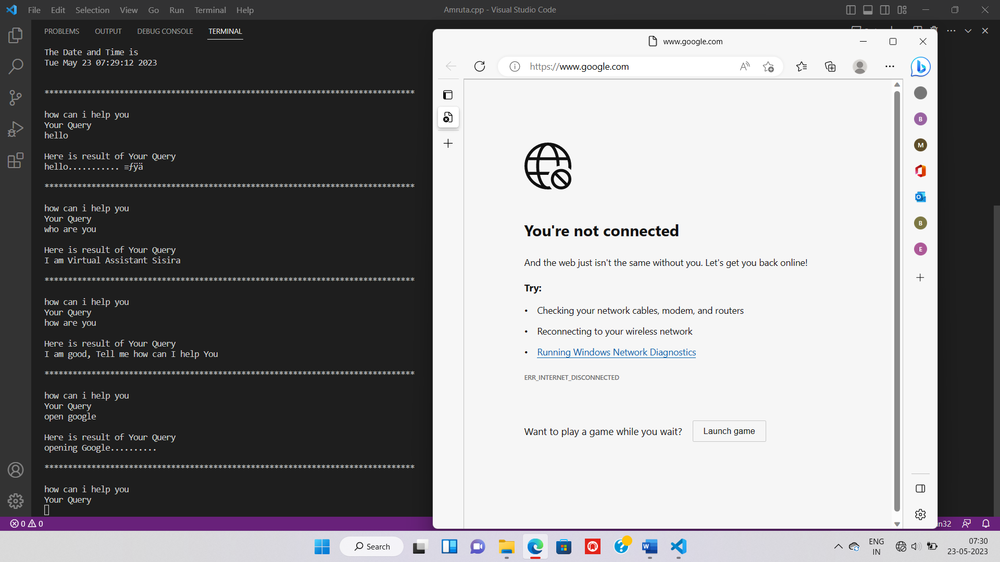 File Edit Selection View Go Run Terminal Help
Amruta.cpp - Visual Studio Code
PROBLEMS OUTPUT DEBUG CONSOLE TERMINAL
The Date and Time is
Tue May 23 07:29:12 2023
*******************************************************************************
how can i help you
Your Query
hello
Here is result of Your Query
hello........... ≡ƒÿä
*******************************************************************************
how can i help you
Your Query
who are you
Here is result of Your Query
I am Virtual Assistant Sisira
*******************************************************************************
how can i help you
Your Query
how are you
Here is result of Your Query
I am good, Tell me how can I help You
*******************************************************************************
how can i help you
Your Query
open google
Here is result of Your Query
opening Google..........
*******************************************************************************
how can i help you
Your Query
0 0
www.google.com
https://www.google.com
You're not connected
And the web just isn't the same without you. Let's get you back online!
Try:
• Checking your network cables, modem, and routers
• Reconnecting to your wireless network
• Running Windows Network Diagnostics
ERR_INTERNET_DISCONNECTED
Want to play a game while you wait? Launch game
B
M
B
E
in32
Search
ENG
IN
07:30
23-05-2023